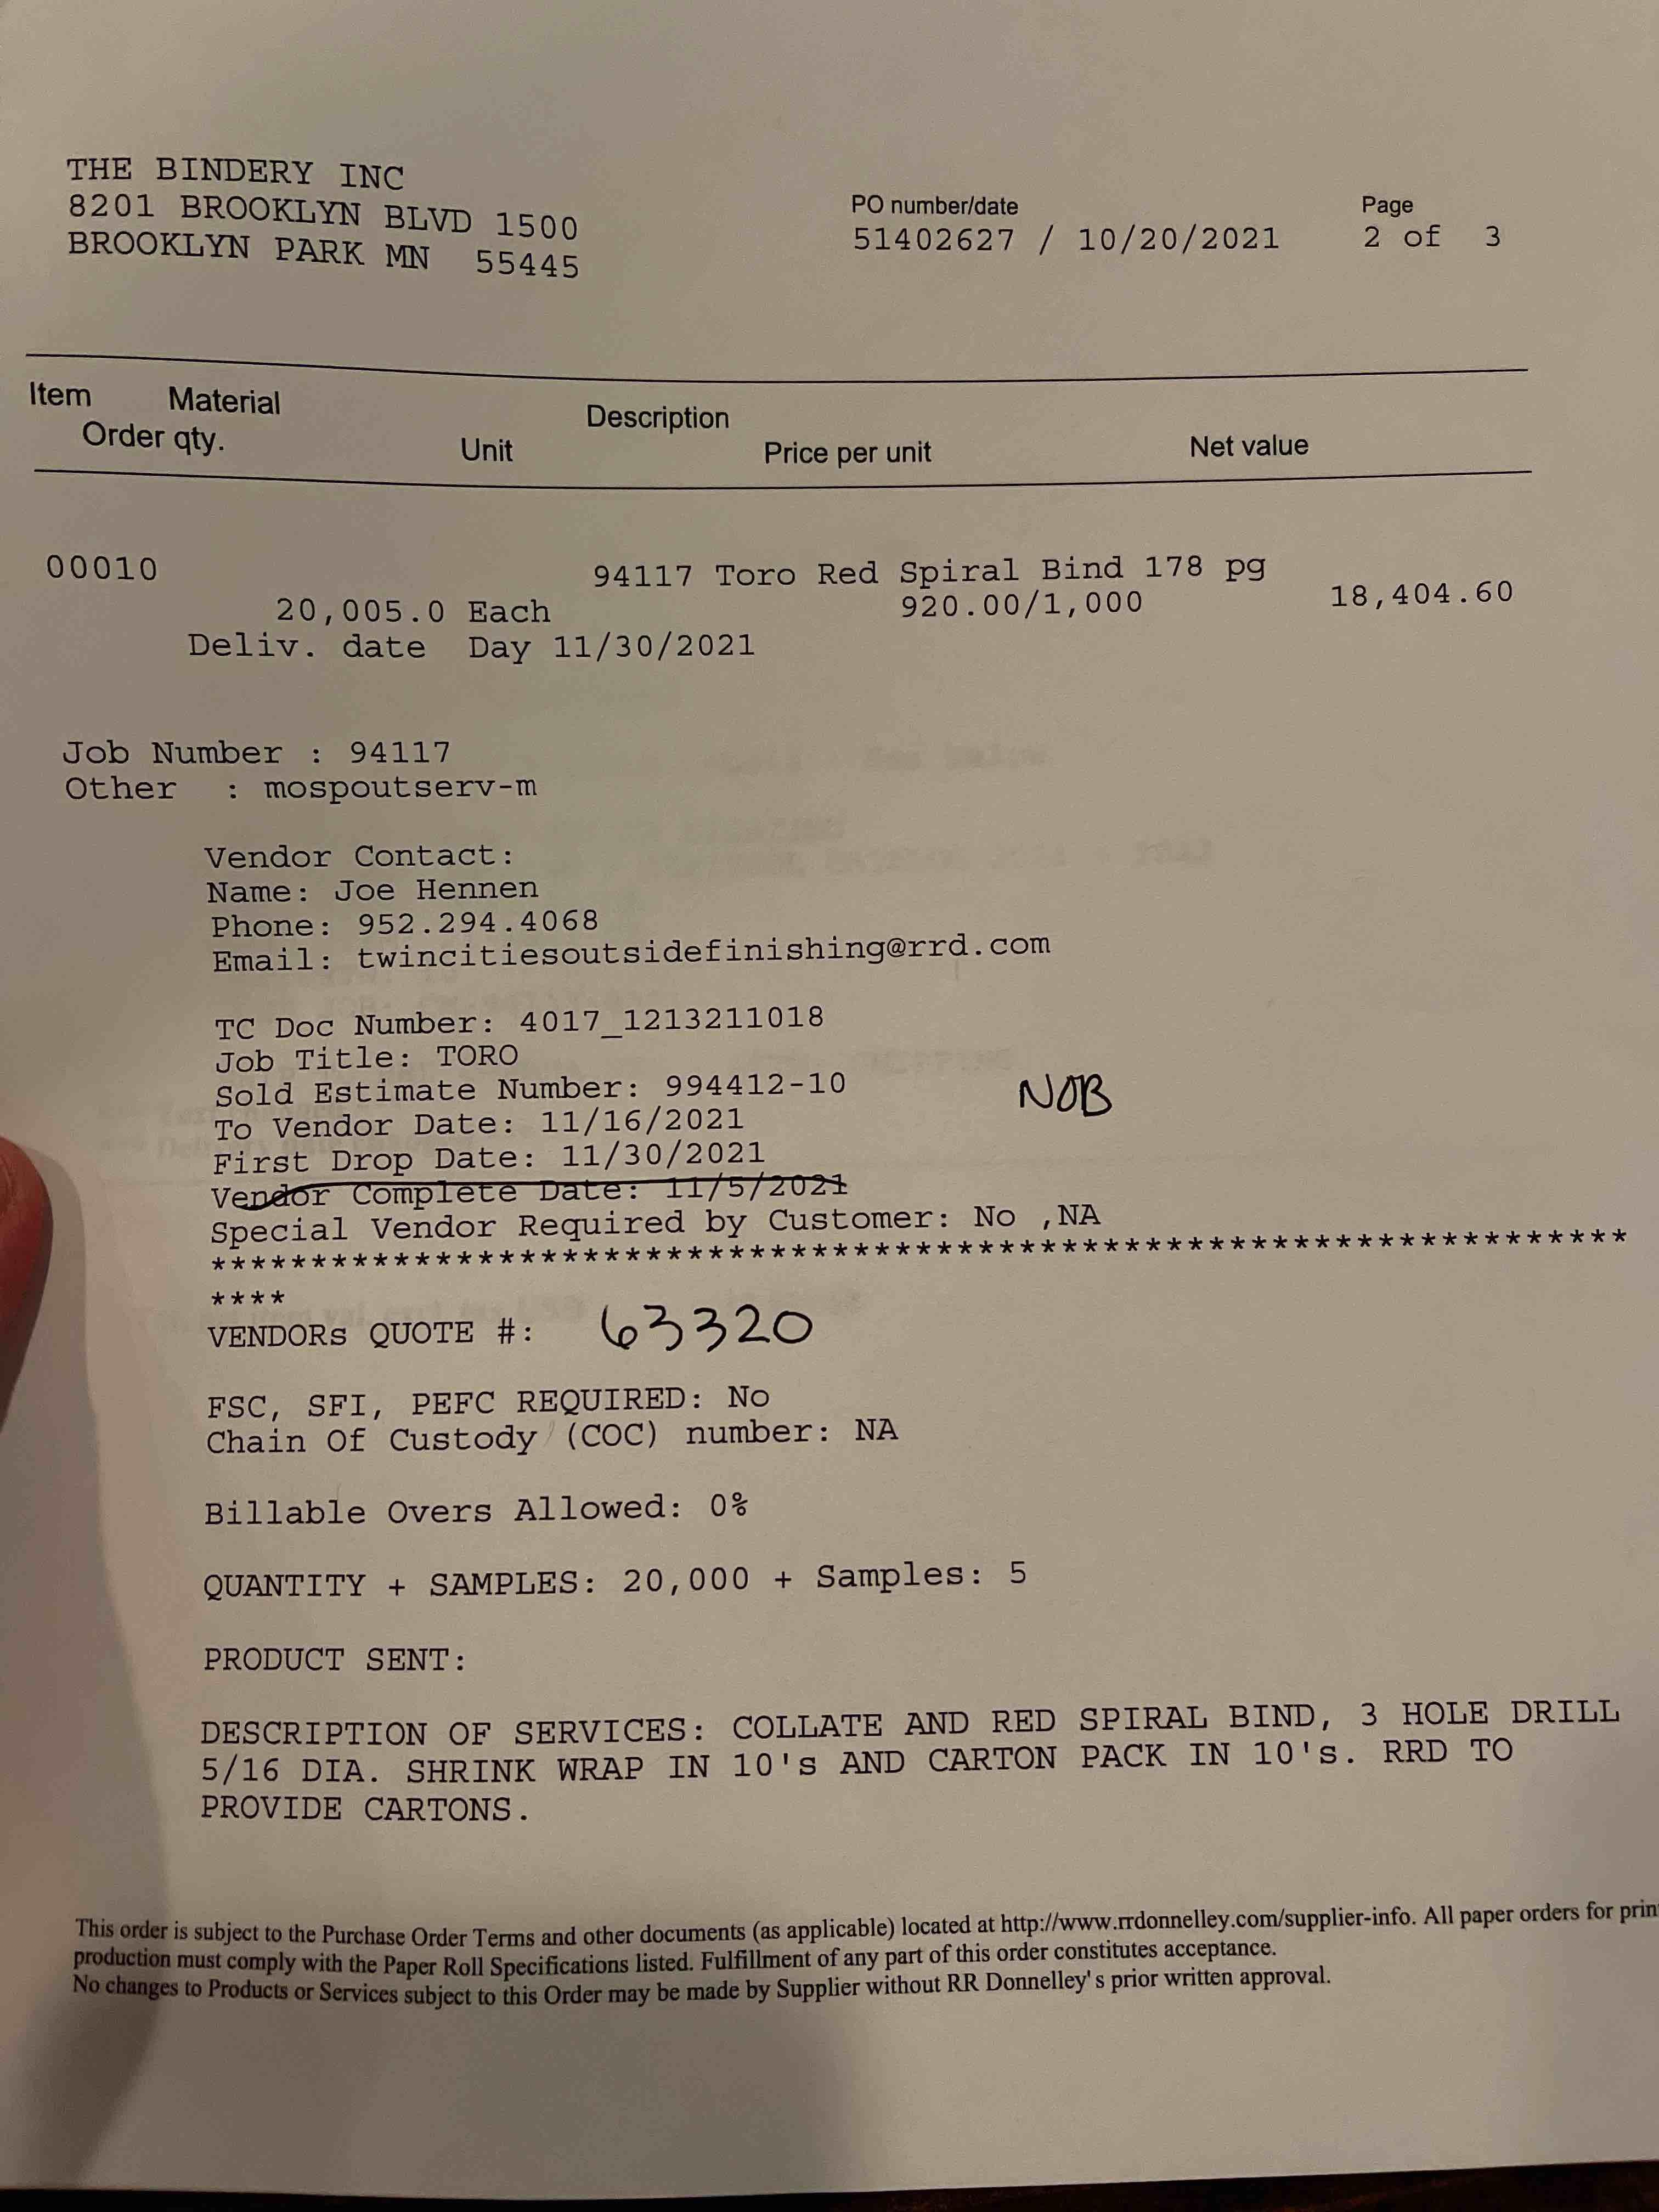 THE BINDERY INC
8201 BROOKLYN BLVD 1500
BROOKLYN PARK MN 55445
PO number/date
51402627 / 10/20/2021
Page
2 of 3
Item Material Description
Order qty. Unit Price per unit Net value
00010 94117 Toro Red Spiral Bind 178 pg
20,005.0 Each 920.00/1,000 18,404.60
Deliv. date Day 11/30/2021
Job Number : 94117
Other : mospoutserv-m
Vendor Contact:
Name: Joe Hennen
Phone: 952.294.4068
Email: twincitiesoutsidefinishing@rrd.com
TC Doc Number: 4017_1213211018
Job Title: TORO
Sold Estimate Number: 994412-10
NOB
To Vendor Date: 11/16/2021
First Drop Date: 11/30/2021
Vendor Complete Date: 11/5/2021
Special Vendor Required by Customer: No ,NA
********************************************************************
****
VENDORs QUOTE #: 63320
FSC, SFI, PEFC REQUIRED: No
Chain Of Custody (COC) number: NA
Billable Overs Allowed: 0%
QUANTITY + SAMPLES: 20,000 + Samples: 5
PRODUCT SENT:
DESCRIPTION OF SERVICES: COLLATE AND RED SPIRAL BIND, 3 HOLE DRILL
5/16 DIA. SHRINK WRAP IN 10's AND CARTON PACK IN 10's. RRD TO
PROVIDE CARTONS.
This order is subject to the Purchase Order Terms and other documents (as applicable) located at http://www.rrdonnelley.com/supplier-info. All paper orders for prin
production must comply with the Paper Roll Specifications listed. Fulfillment of any part of this order constitutes acceptance.
No changes to Products or Services subject to this Order may be made by Supplier without RR Donnelley's prior written approval.